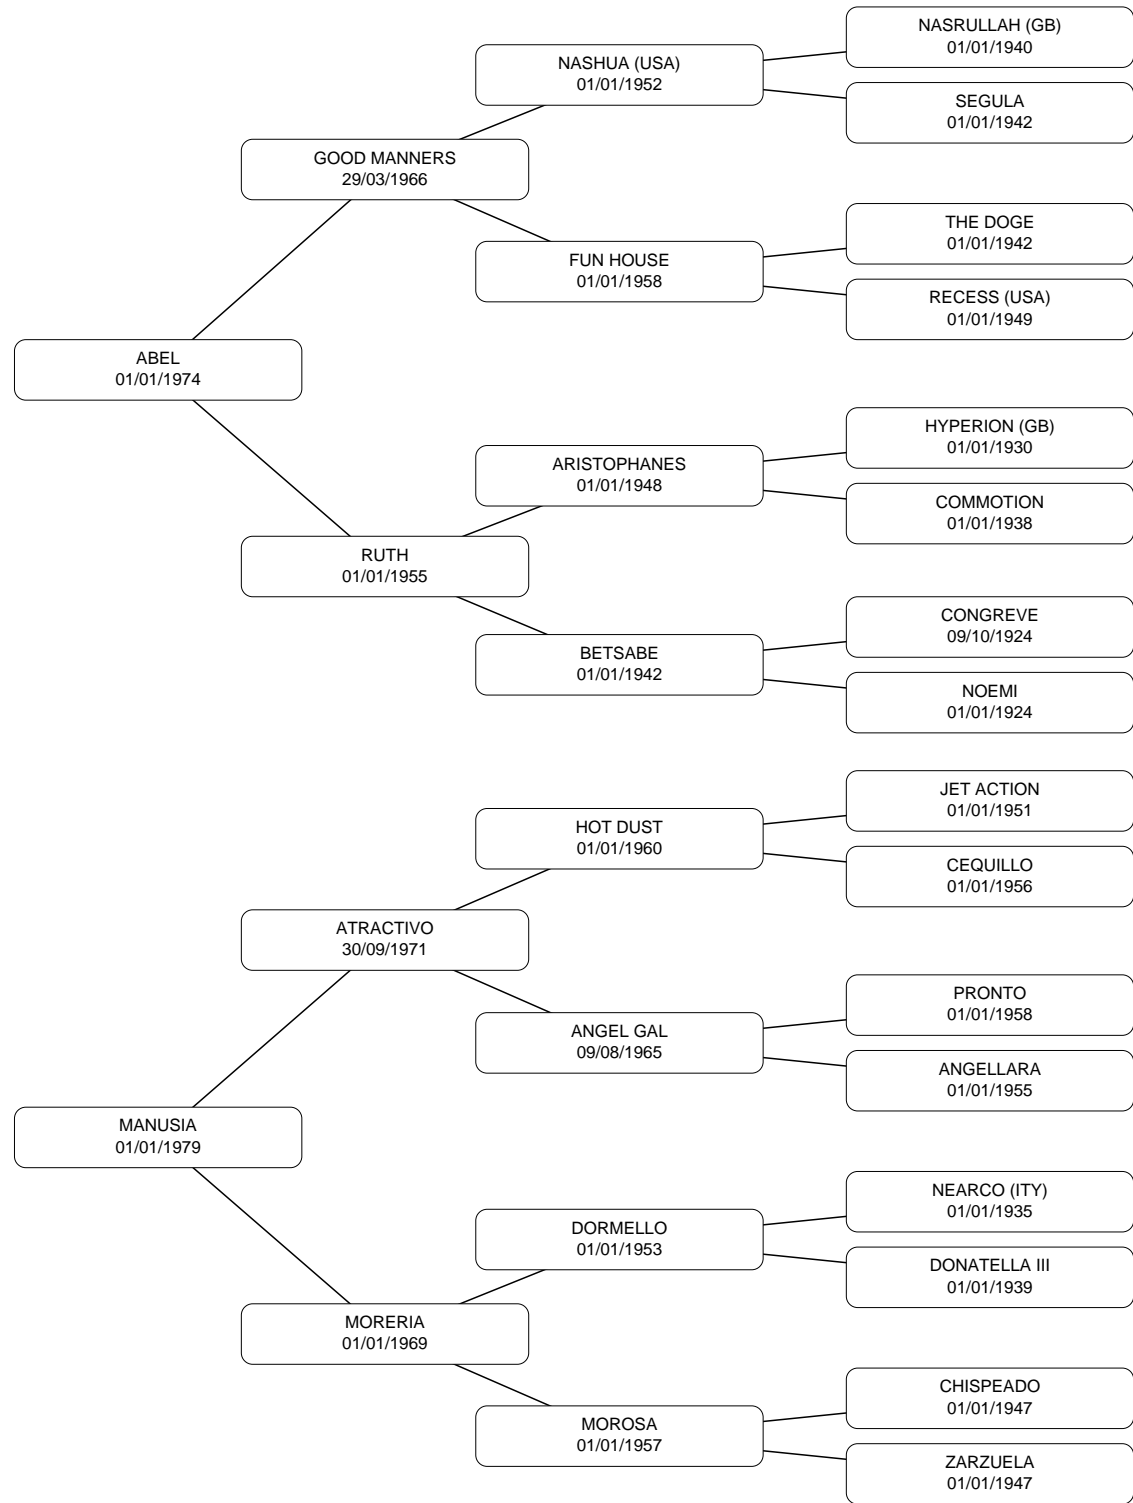 NASRULLAH (GB)
01/01/1940
NASHUA (USA)
01/01/1952
SEGULA
01/01/1942
GOOD MANNERS
29/03/1966
THE DOGE
01/01/1942
FUN HOUSE
01/01/1958
RECESS (USA)
01/01/1949
ABEL
01/01/1974
HYPERION (GB)
01/01/1930
ARISTOPHANES
01/01/1948
COMMOTION
01/01/1938
RUTH
01/01/1955
CONGREVE
09/10/1924
BETSABE
01/01/1942
NOEMI
01/01/1924
JET ACTION
01/01/1951
HOT DUST
01/01/1960
CEQUILLO
01/01/1956
ATRACTIVO
30/09/1971
PRONTO
01/01/1958
ANGEL GAL
09/08/1965
ANGELLARA
01/01/1955
MANUSIA
01/01/1979
NEARCO (ITY)
01/01/1935
DORMELLO
01/01/1953
DONATELLA III
01/01/1939
MORERIA
01/01/1969
CHISPEADO
01/01/1947
MOROSA
01/01/1957
ZARZUELA
01/01/1947